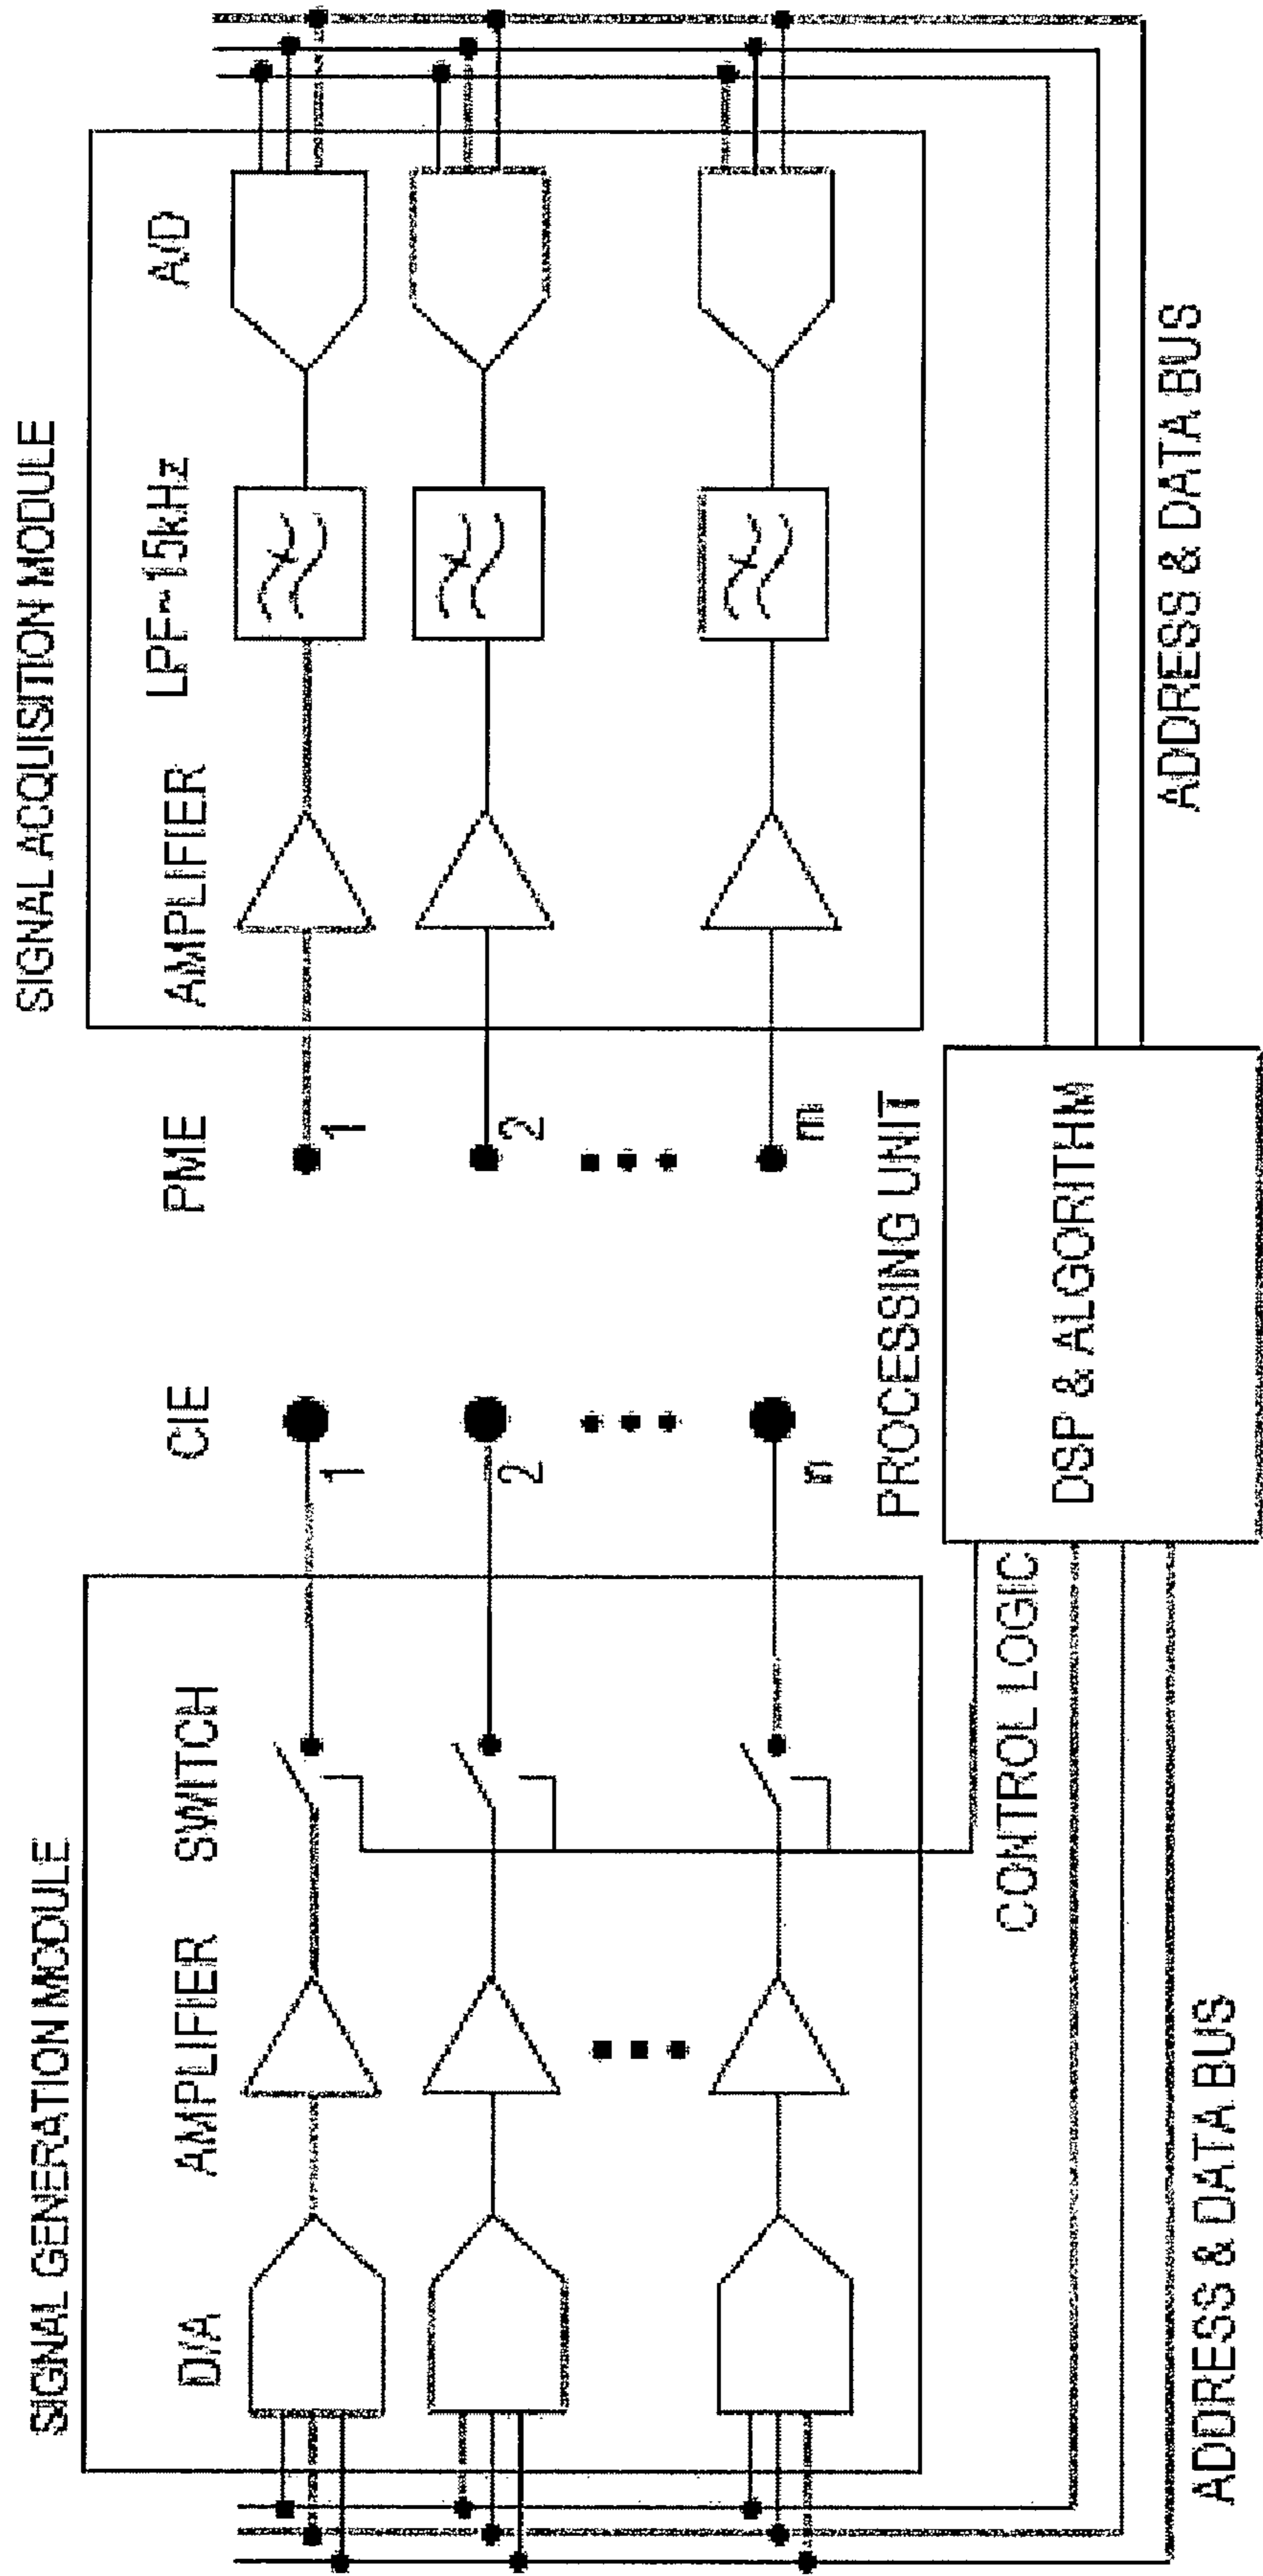 SIGNAL GENERATION MODULE
D/A
AMPLIFIER
SWITCH
CIE
1
2
n
PME
1
2
m
SIGNAL ACQUISITION MODULE
AMPLIFIER
LPF~15kHz
A/D
PROCESSING UNIT
DSP & ALGORITHM
CONTROL LOGIC
ADDRESS & DATA BUS
ADDRESS & DATA BUS